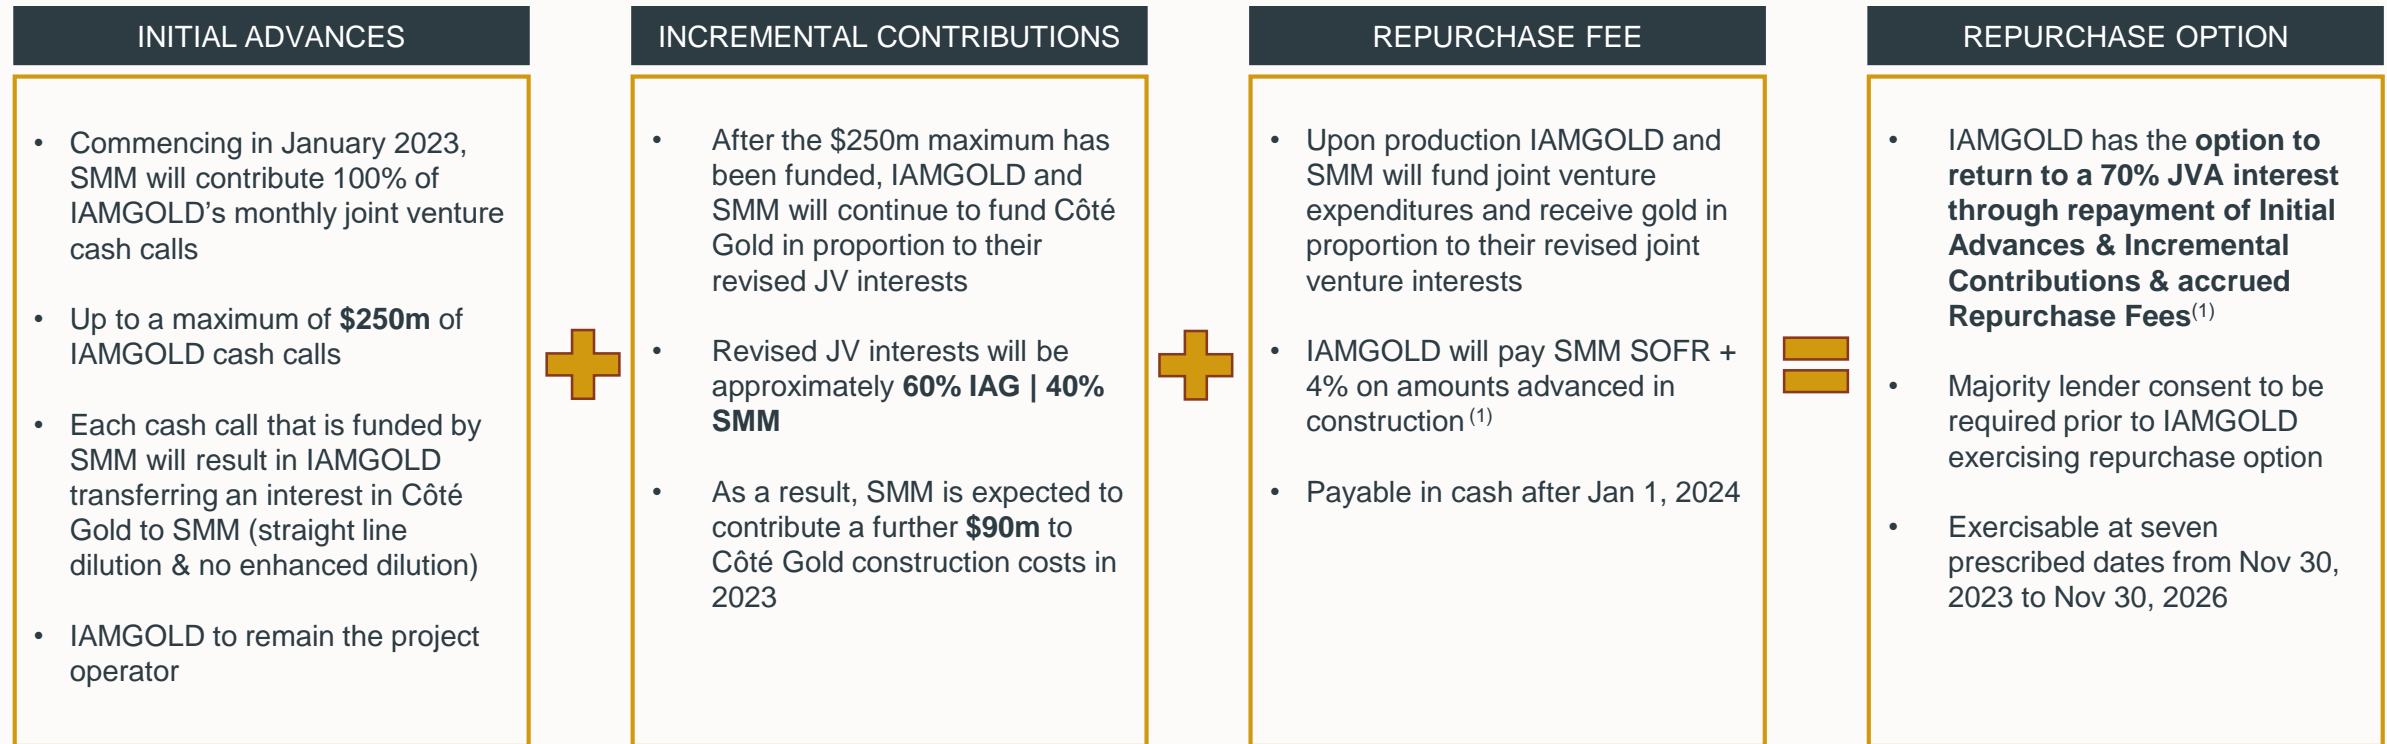 INITIAL ADVANCES
• Commencing in January 2023,
SMM will contribute 100% of
IAMGOLD’s monthly joint venture
cash calls
• Up to a maximum of $250m of
IAMGOLD cash calls
• Each cash call that is funded by
SMM will result in IAMGOLD
transferring an interest in Côté
Gold to SMM (straight line
dilution & no enhanced dilution)
• IAMGOLD to remain the project
operator
INCREMENTAL CONTRIBUTIONS
• After the $250m maximum has
been funded, IAMGOLD and
SMM will continue to fund Côté
Gold in proportion to their
revised JV interests
• Revised JV interests will be
approximately 60% IAG | 40%
SMM
• As a result, SMM is expected to
contribute a further $90m to
Côté Gold construction costs in
2023
REPURCHASE FEE
• Upon production IAMGOLD and
SMM will fund joint venture
expenditures and receive gold in
proportion to their revised joint
venture interests
• IAMGOLD will pay SMM SOFR +
4% on amounts advanced in
construction (1)
• Payable in cash after Jan 1, 2024
REPURCHASE OPTION
• IAMGOLD has the option to
return to a 70% JVA interest
through repayment of Initial
Advances & Incremental
Contributions & accrued
Repurchase Fees(1)
• Majority lender consent to be
required prior to IAMGOLD
exercising repurchase option
• Exercisable at seven
prescribed dates from Nov 30,
2023 to Nov 30, 2026